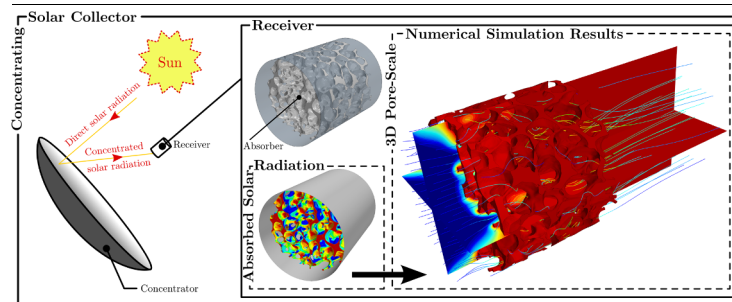 Solar Collector
Concentrating
Sun
Direct solar radiation
Concentrated
solar radiation
Receiver
Concentrator
Receiver
Absorber
Radiation
Absorbed Solar
3D Pore-Scale
Numerical Simulation Results